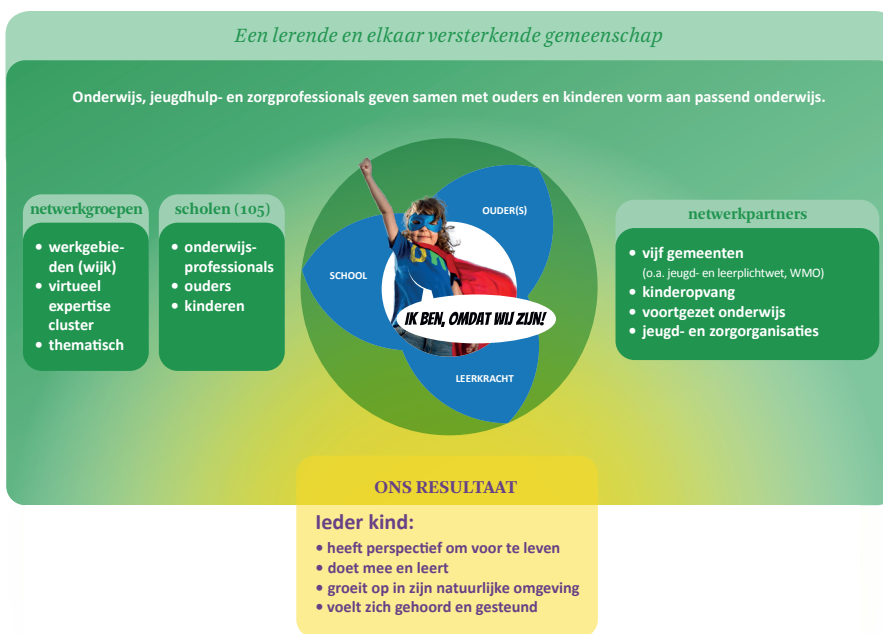 Een lerende en elkaar versterkende gemeenschap
Onderwijs, jeugdhulp- en zorgprofessionals geven samen met ouders en kinderen vorm aan passend onderwijs.
netwerkgroepen
• werkgebie-
den (wijk)
• virtueel
expertise
cluster
• thematisch
scholen (105)
• onderwijs-
professionals
• ouders
• kinderen
OUDER(S)
SCHOOL
IK BEN, OMDAT WIJ ZIJN!
LEERKRACHT
netwerkpartners
• vijf gemeenten
(o.a. jeugd- en leerplichtwet, WMO)
• kinderopvang
• voortgezet onderwijs
• jeugd- en zorgorganisaties
ONS RESULTAAT
Ieder kind:
• heeft perspectief om voor te leven
• doet mee en leert
• groeit op in zijn natuurlijke omgeving
• voelt zich gehoord en gesteund